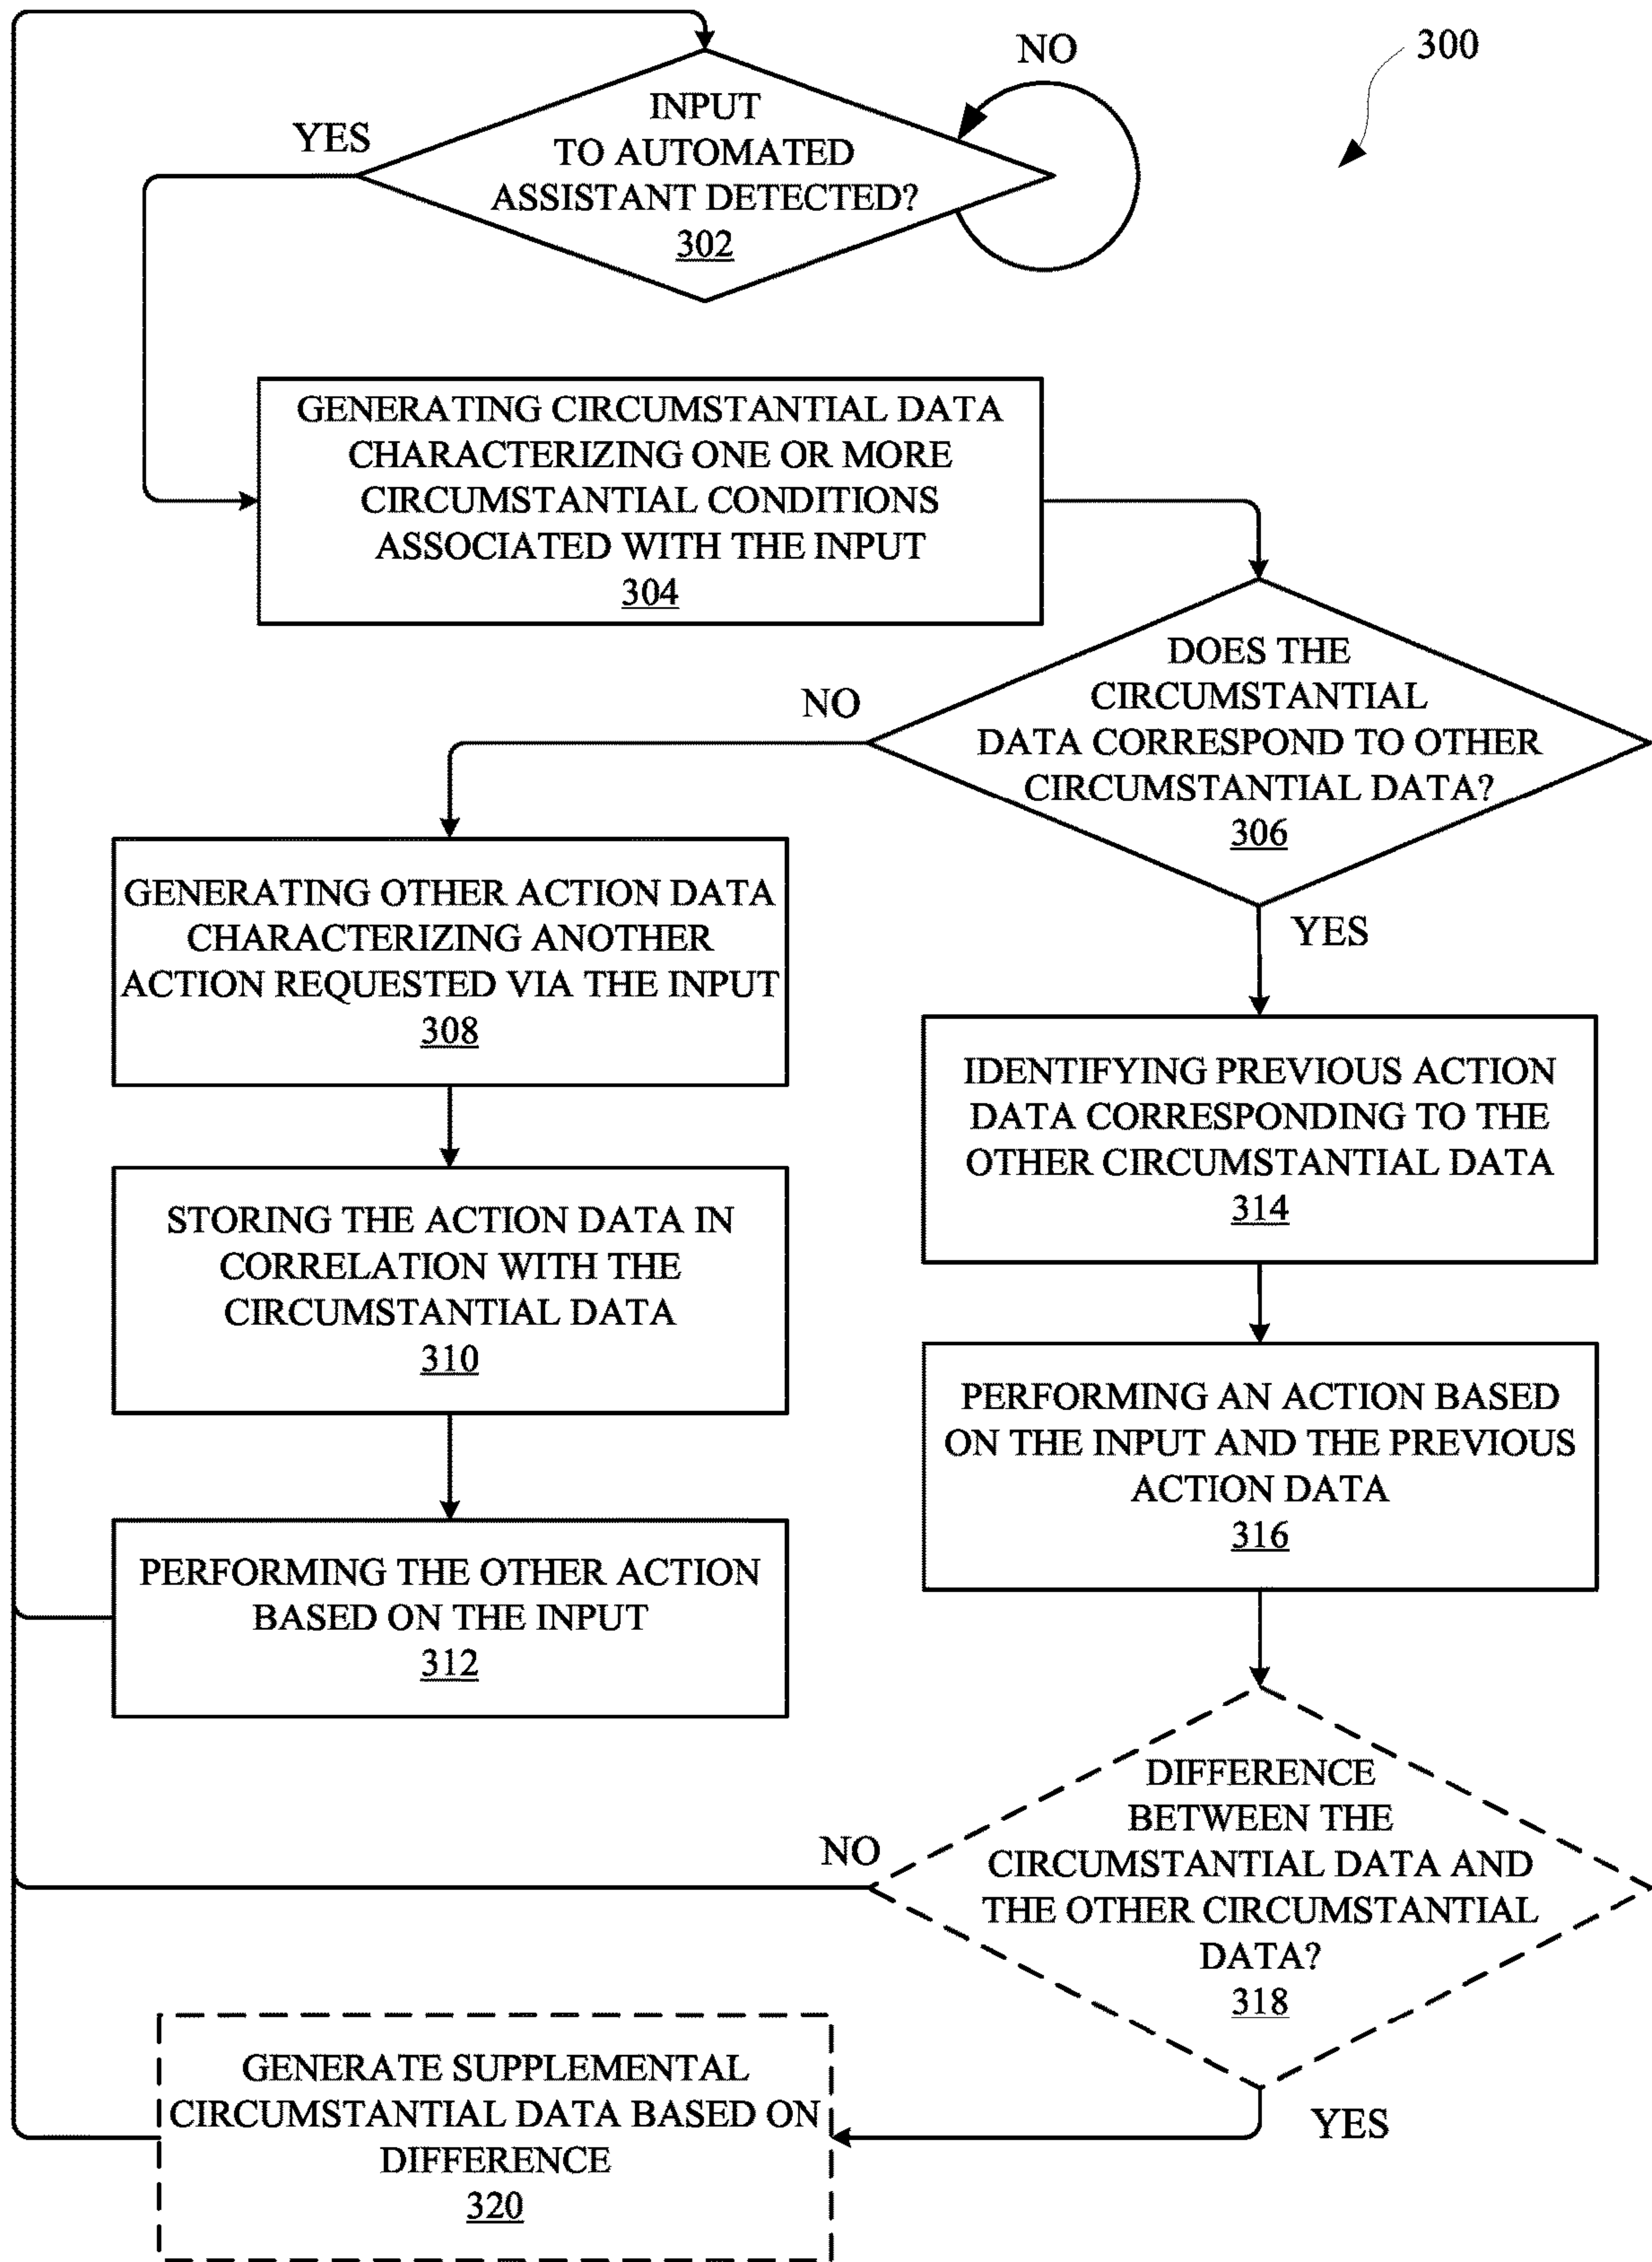 300
NO
YES
INPUT
TO AUTOMATED
ASSISTANT DETECTED?
302
GENERATING CIRCUMSTANTIAL DATA
CHARACTERIZING ONE OR MORE
CIRCUMSTANTIAL CONDITIONS
ASSOCIATED WITH THE INPUT
304
DOES THE
CIRCUMSTANTIAL
DATA CORRESPOND TO OTHER
CIRCUMSTANTIAL DATA?
306
NO
YES
GENERATING OTHER ACTION DATA
CHARACTERIZING ANOTHER
ACTION REQUESTED VIA THE INPUT
308
STORING THE ACTION DATA IN
CORRELATION WITH THE
CIRCUMSTANTIAL DATA
310
PERFORMING THE OTHER ACTION
BASED ON THE INPUT
312
IDENTIFYING PREVIOUS ACTION
DATA CORRESPONDING TO THE
OTHER CIRCUMSTANTIAL DATA
314
PERFORMING AN ACTION BASED
ON THE INPUT AND THE PREVIOUS
ACTION DATA
316
DIFFERENCE
BETWEEN THE
CIRCUMSTANTIAL DATA AND
THE OTHER CIRCUMSTANTIAL
DATA?
318
NO
YES
GENERATE SUPPLEMENTAL
CIRCUMSTANTIAL DATA BASED ON
DIFFERENCE
320